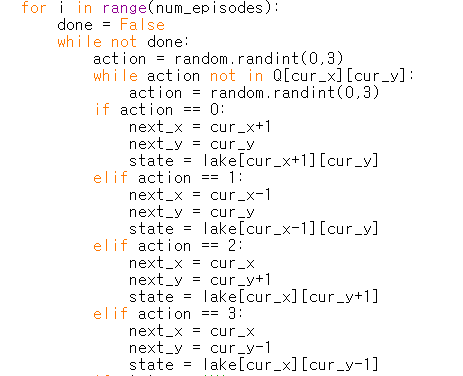 for i in range(num_episodes):
    done = False
    while not done:
        action = random.randint(0,3)
        while action not in Q[cur_x][cur_y]:
            action = random.randint(0,3)
        if action == 0:
            next_x = cur_x+1
            next_y = cur_y
            state = lake[cur_x+1][cur_y]
        elif action == 1:
            next_x = cur_x-1
            next_y = cur_y
            state = lake[cur_x-1][cur_y]
        elif action == 2:
            next_x = cur_x
            next_y = cur_y+1
            state = lake[cur_x][cur_y+1]
        elif action == 3:
            next_x = cur_x
            next_y = cur_y-1
            state = lake[cur_x][cur_y-1]